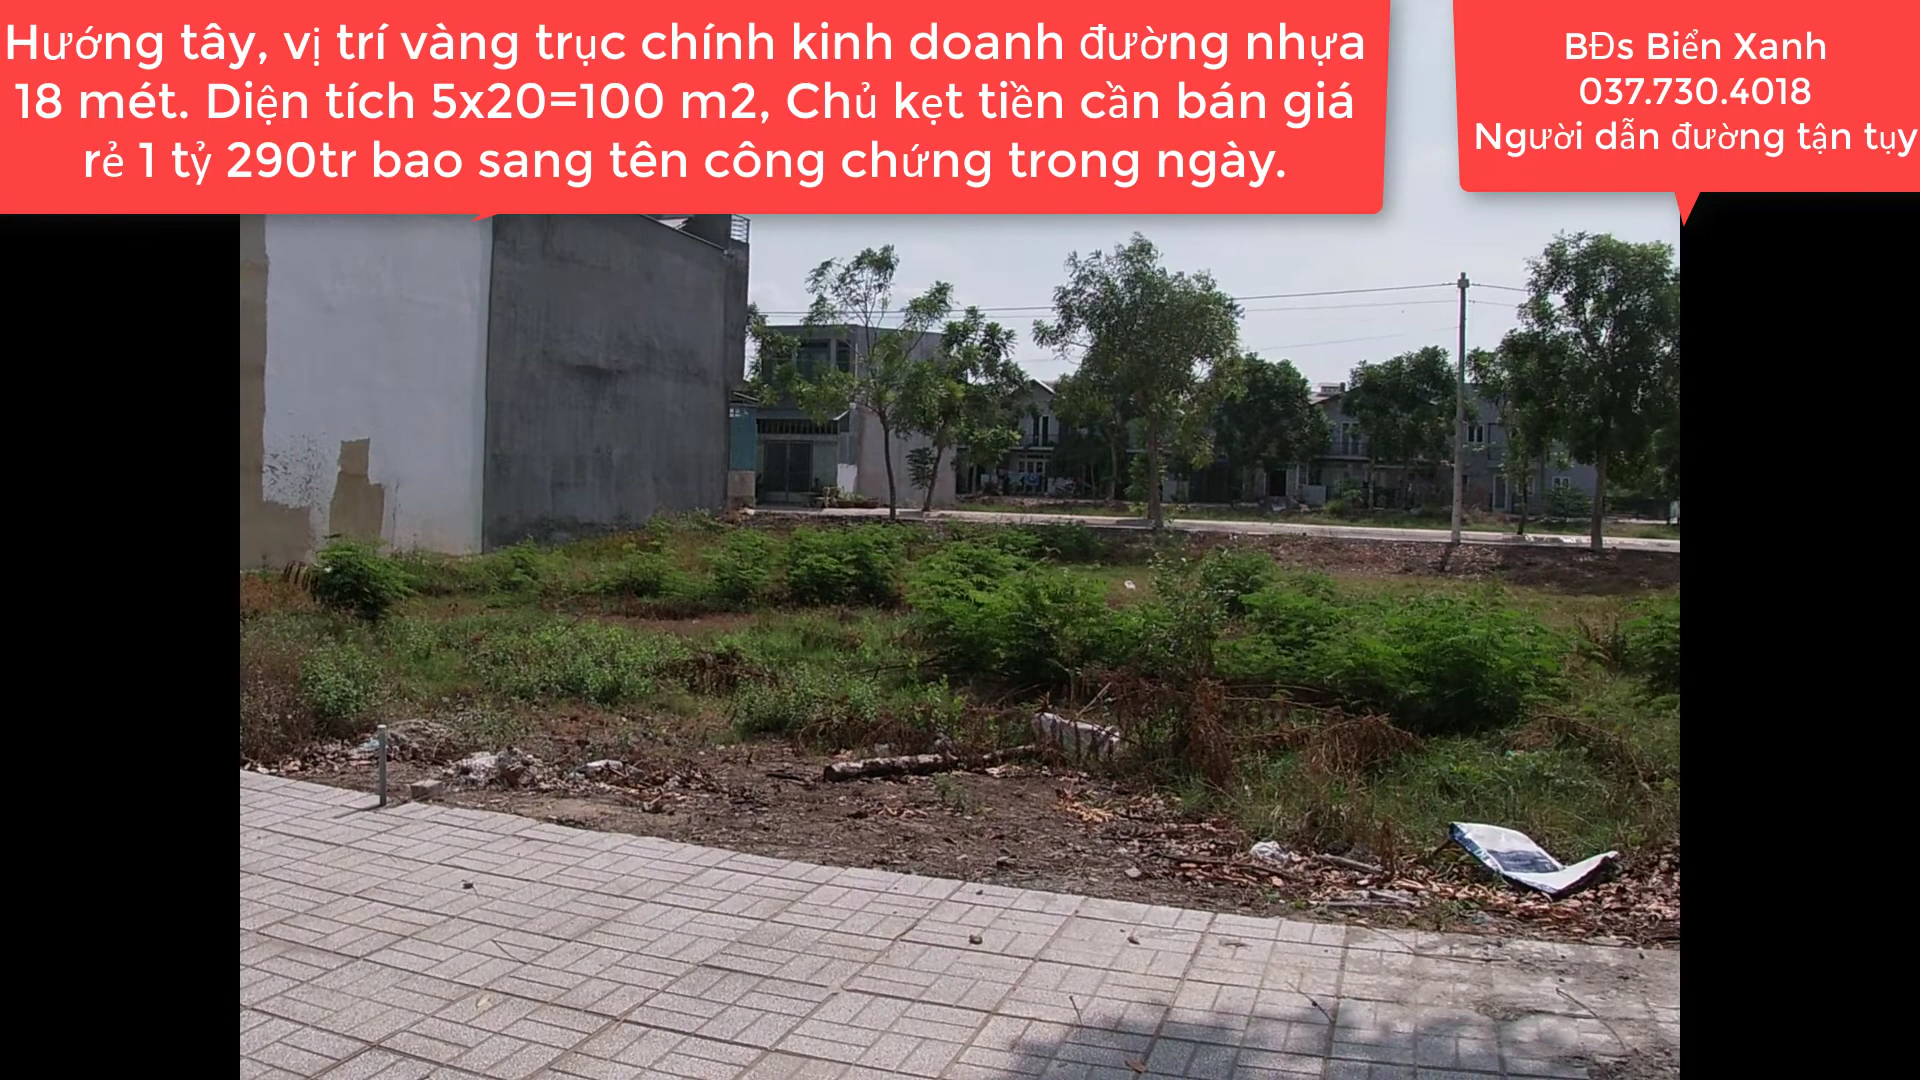 Hướng tây, vị trí vàng trục chính kinh doanh đường nhựa
18 mét. Diện tích 5x20=100 m2, Chủ kẹt tiền cần bán giá
rẻ 1 tỷ 290tr bao sang tên công chứng trong ngày.
BĐs Biển Xanh
037.730.4018
Người dẫn đường tận tụy